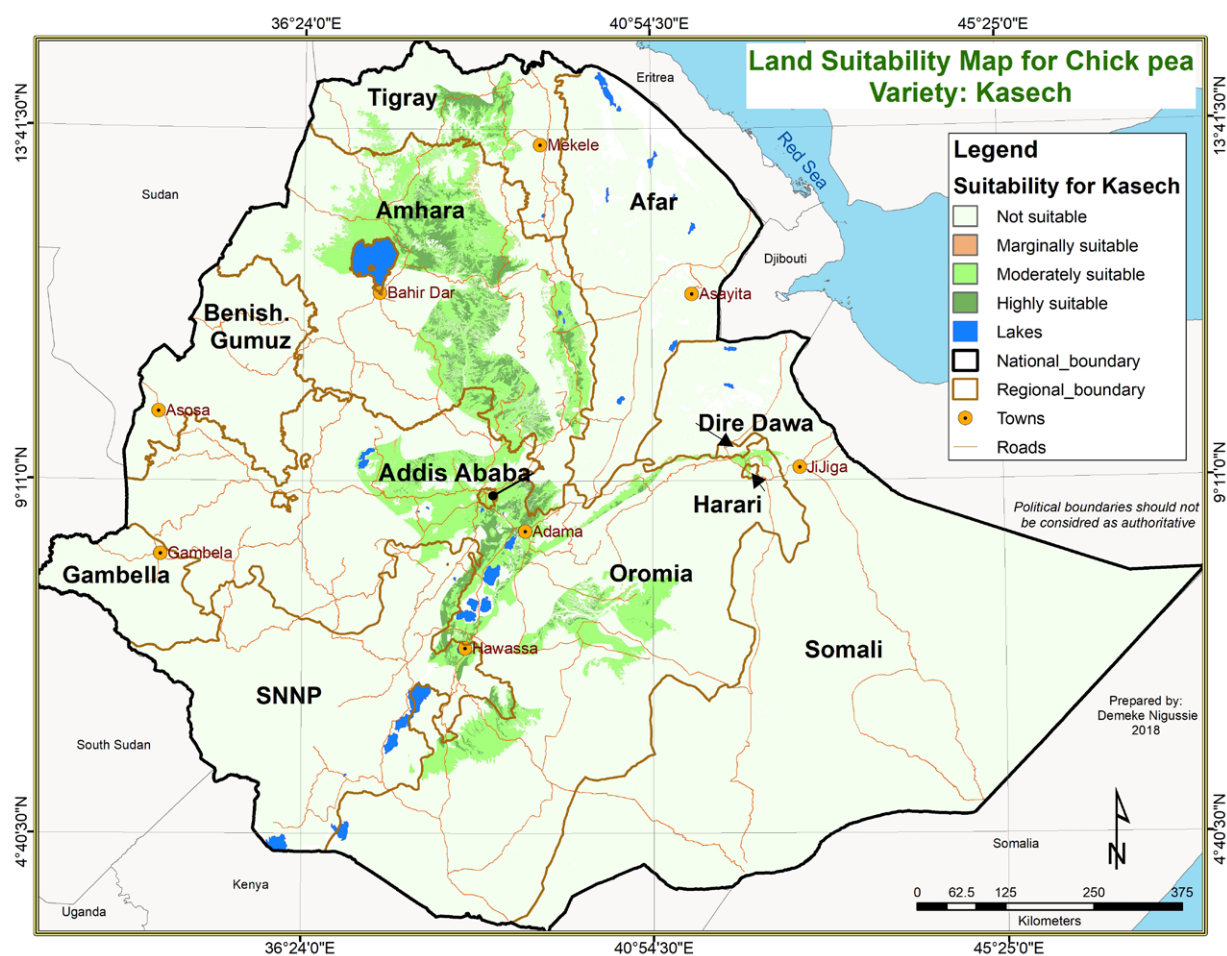 36°24'0"E
40°54'30"E
45°25'0"E
Land Suitability Map for Chick pea
Variety: Kasech
Eritrea
Tigray
13°41'30"N
13°41'30"N
Mekele
Red Sea
Legend
Suitability for Kasech
Not suitable
Marginally suitable
Moderately suitable
Highly suitable
Lakes
National_boundary
Regional_boundary
Towns
Roads
Sudan
Amhara
Afar
Djibouti
Bahir Dar
Asayita
Benish.
Gumuz
Asosa
Dire Dawa
Addis Ababa
JiJiga
9°11'0"N
9°11'0"N
Harari
Political boundaries should not
be considred as authoritative
Adama
Gambela
Gambella
Oromia
Hawassa
Somali
SNNP
Prepared by:
Demeke Nigussie
2018
South Sudan
4°40'30"N
4°40'30"N
Somalia
N
Kenya
Uganda
0 62.5 125 250 375
Kilometers
36°24'0"E
40°54'30"E
45°25'0"E